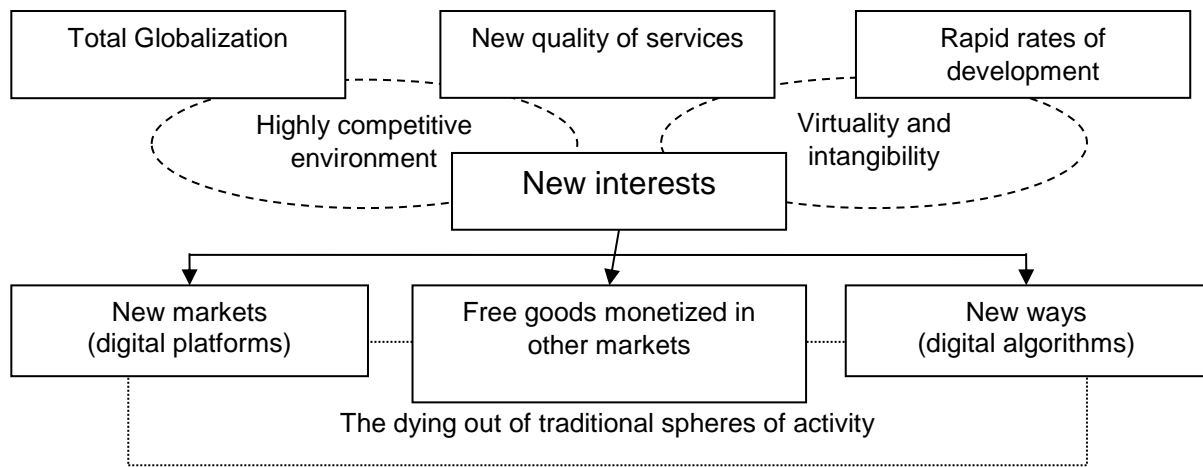 Total Globalization
New quality of services
Rapid rates of
development
Highly competitive
environment
Virtuality and
intangibility
New interests
New markets
(digital platforms)
Free goods monetized in
other markets
New ways
(digital algorithms)
The dying out of traditional spheres of activity